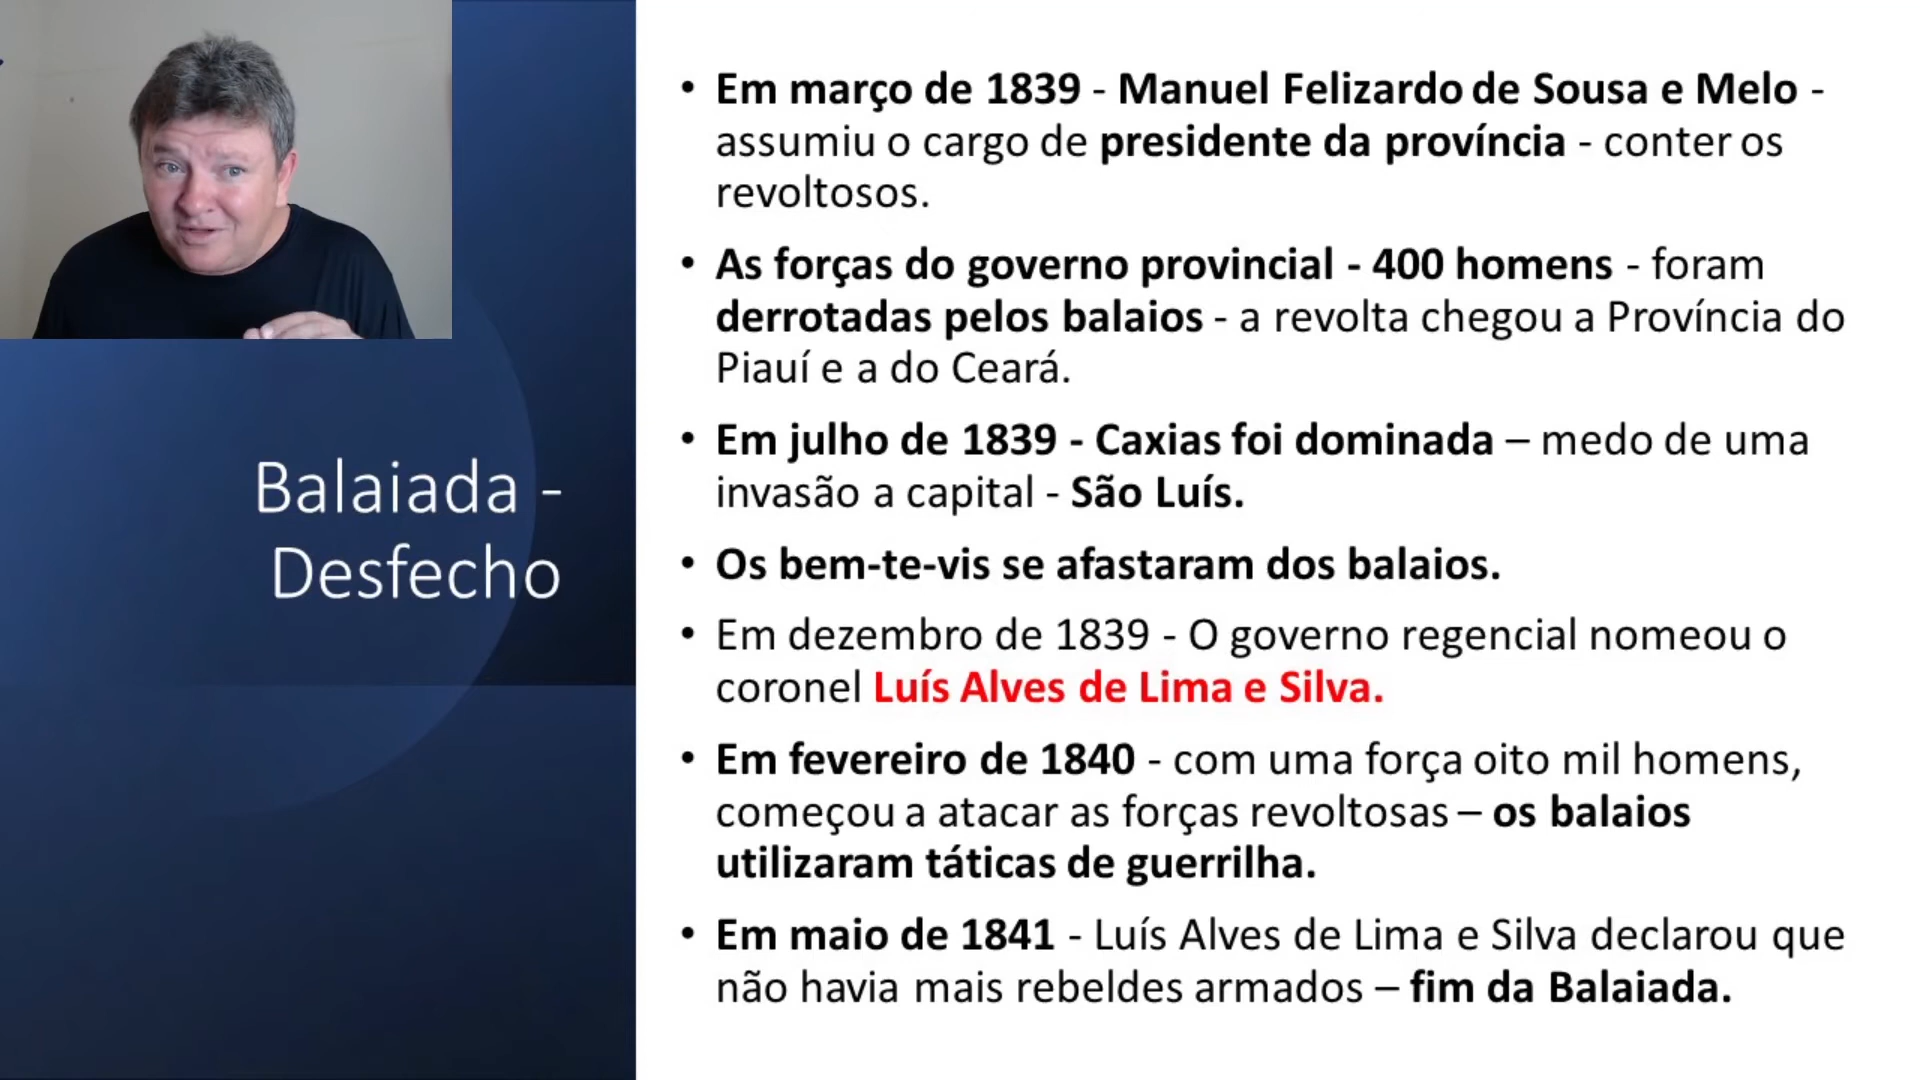 Balaiada -
Desfecho
• Em março de 1839 - Manuel Felizardo de Sousa e Melo -
assumiu o cargo de presidente da província - conter os
revoltosos.
• As forças do governo provincial - 400 homens - foram
derrotadas pelos balaios - a revolta chegou a Província do
Piauí e a do Ceará.
• Em julho de 1839 - Caxias foi dominada – medo de uma
invasão a capital - São Luís.
• Os bem-te-vis se afastaram dos balaios.
• Em dezembro de 1839 - O governo regencial nomeou o
coronel Luís Alves de Lima e Silva.
• Em fevereiro de 1840 - com uma força oito mil homens,
começou a atacar as forças revoltosas – os balaios
utilizaram táticas de guerrilha.
• Em maio de 1841 - Luís Alves de Lima e Silva declarou que
não havia mais rebeldes armados – fim da Balaiada.